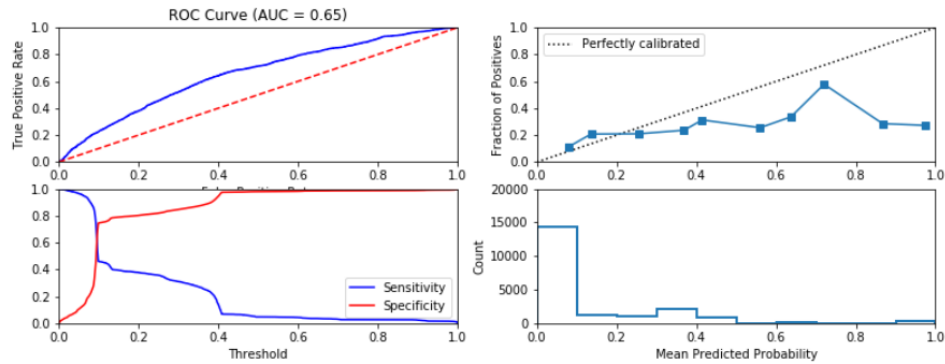 ROC Curve (AUC = 0.65)
1.0
0.8
0.6
0.4
0.2
0.0
True Positive Rate
0.0 0.2 0.4 0.6 0.8 1.0
1.0
0.8
0.6
0.4
0.2
0.0
Fraction of Positives
Perfectly calibrated
0.0 0.2 0.4 0.6 0.8 1.0
1.0
0.8
0.6
0.4
0.2
0.0
Sensitivity
Specificity
0.0 0.2 0.4 0.6 0.8 1.0
Threshold
20000
15000
10000
5000
0
Count
0.0 0.2 0.4 0.6 0.8 1.0
Mean Predicted Probability